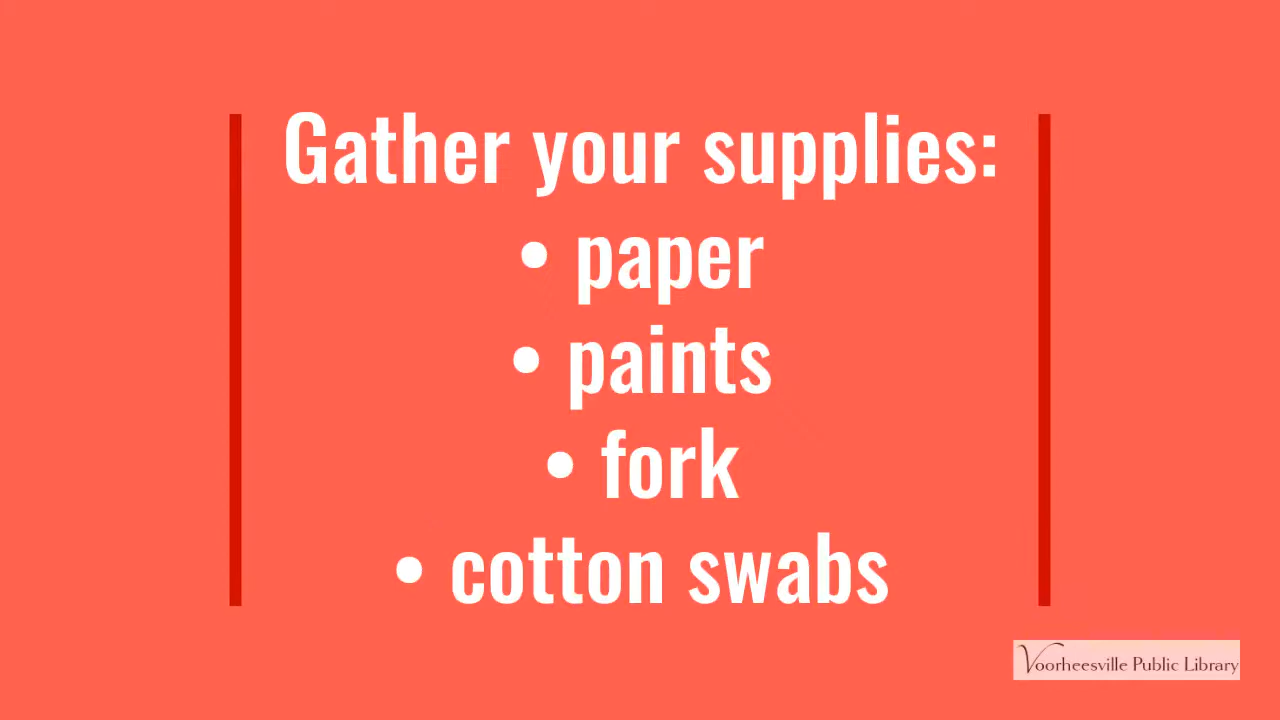 Gather your supplies:
• paper
• paints
• fork
• cotton swabs
Voorheesville Public Library